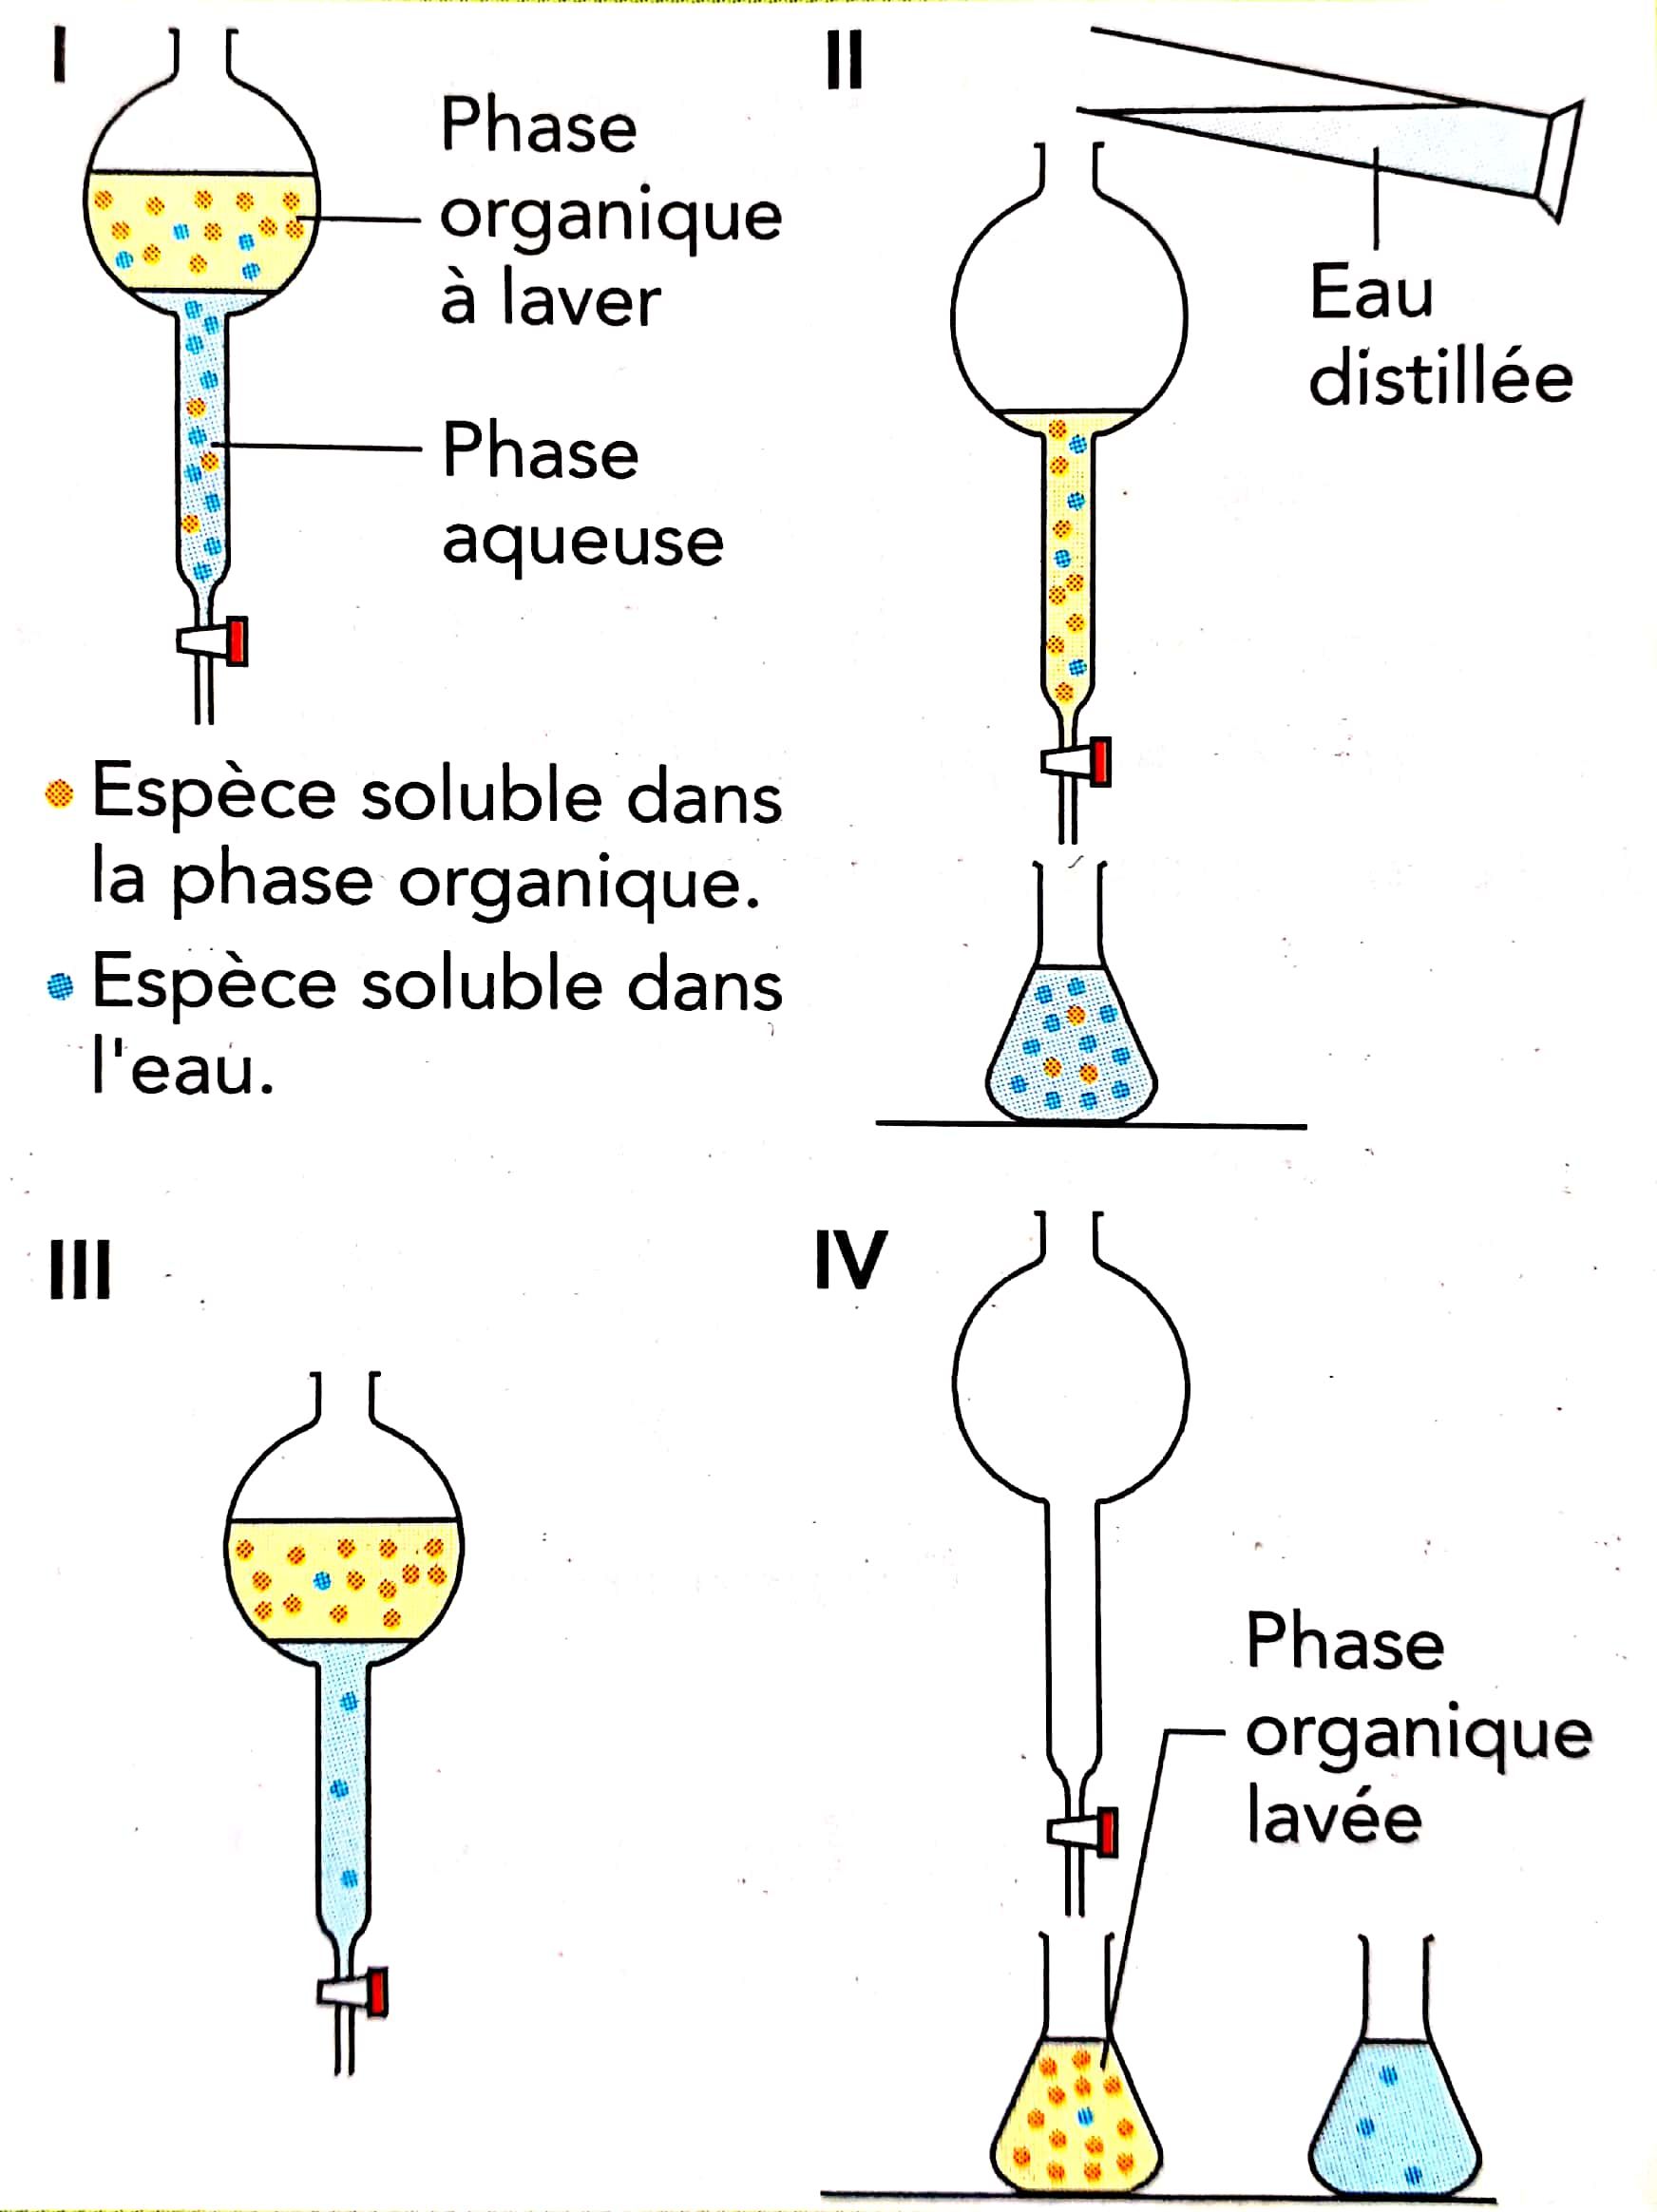 I
Phase
organique
à laver
Phase
aqueuse
II
Eau
distillée
Espèce soluble dans
la phase organique.
Espèce soluble dans
l'eau.
III
IV
Phase
organique
lavée